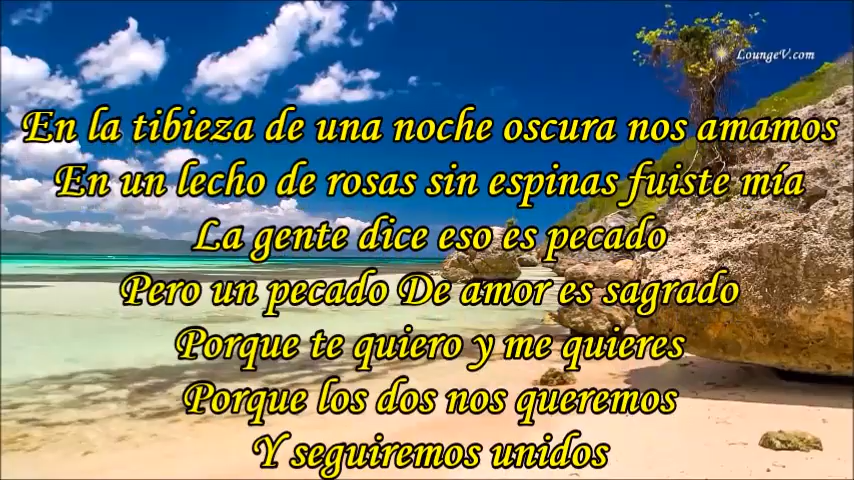 LoungeV.com
En la tibieza de una noche oscura nos amamos
En un lecho de rosas sin espinas fuiste mía
La gente dice eso es pecado
Pero un pecado De amor es sagrado
Porque te quiero y me quieres
Porque los dos nos queremos
Y seguiremos unidos